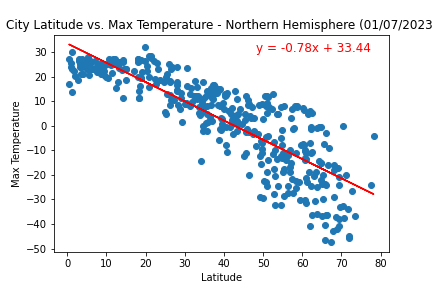 City Latitude vs. Max Temperature - Northern Hemisphere (01/07/2023
y = -0.78x + 33.44
Max Temperature
30
20
10
0
−10
−20
−30
−40
−50
0 10 20 30 40 50 60 70 80
Latitude